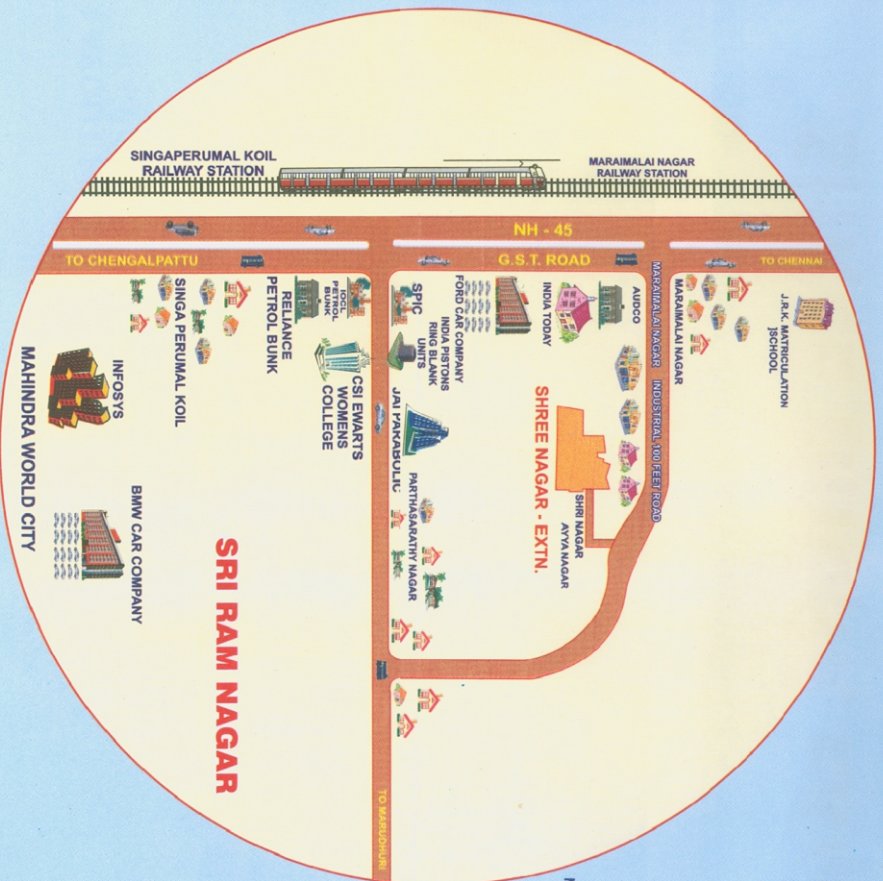 SINGAPERUMAL KOIL
RAILWAY STATION
MARAIMALAI NAGAR
RAILWAY STATION
NH - 45
TO CHENGALPATTU
G.S.T. ROAD
TO CHENNAI
J.R.K. MATRICULATION
]SCHOOL
MARAIMALAI NAGAR
MARAIMALAI NAGAR INDUSTRIAL 100 FEET ROAD
AUDCO
INDIA TODAY
FORD CAR COMPANY
INDIA PISTONS
RING BLANK
UNITS
SPIC
IOCL
PETROL
BUNK
RELIANCE
PETROL BUNK
SINGA PERUMAL KOIL
CSI EWARTS
WOMENS
COLLEGE
JAI PARABOLIC
PARTHASARATHY NAGAR
SHREE NAGAR - EXTN.
SHRI NAGAR
AYYA NAGAR
INFOSYS
MAHINDRA WORLD CITY
BMW CAR COMPANY
SRI RAM NAGAR
TO MARUDHURI